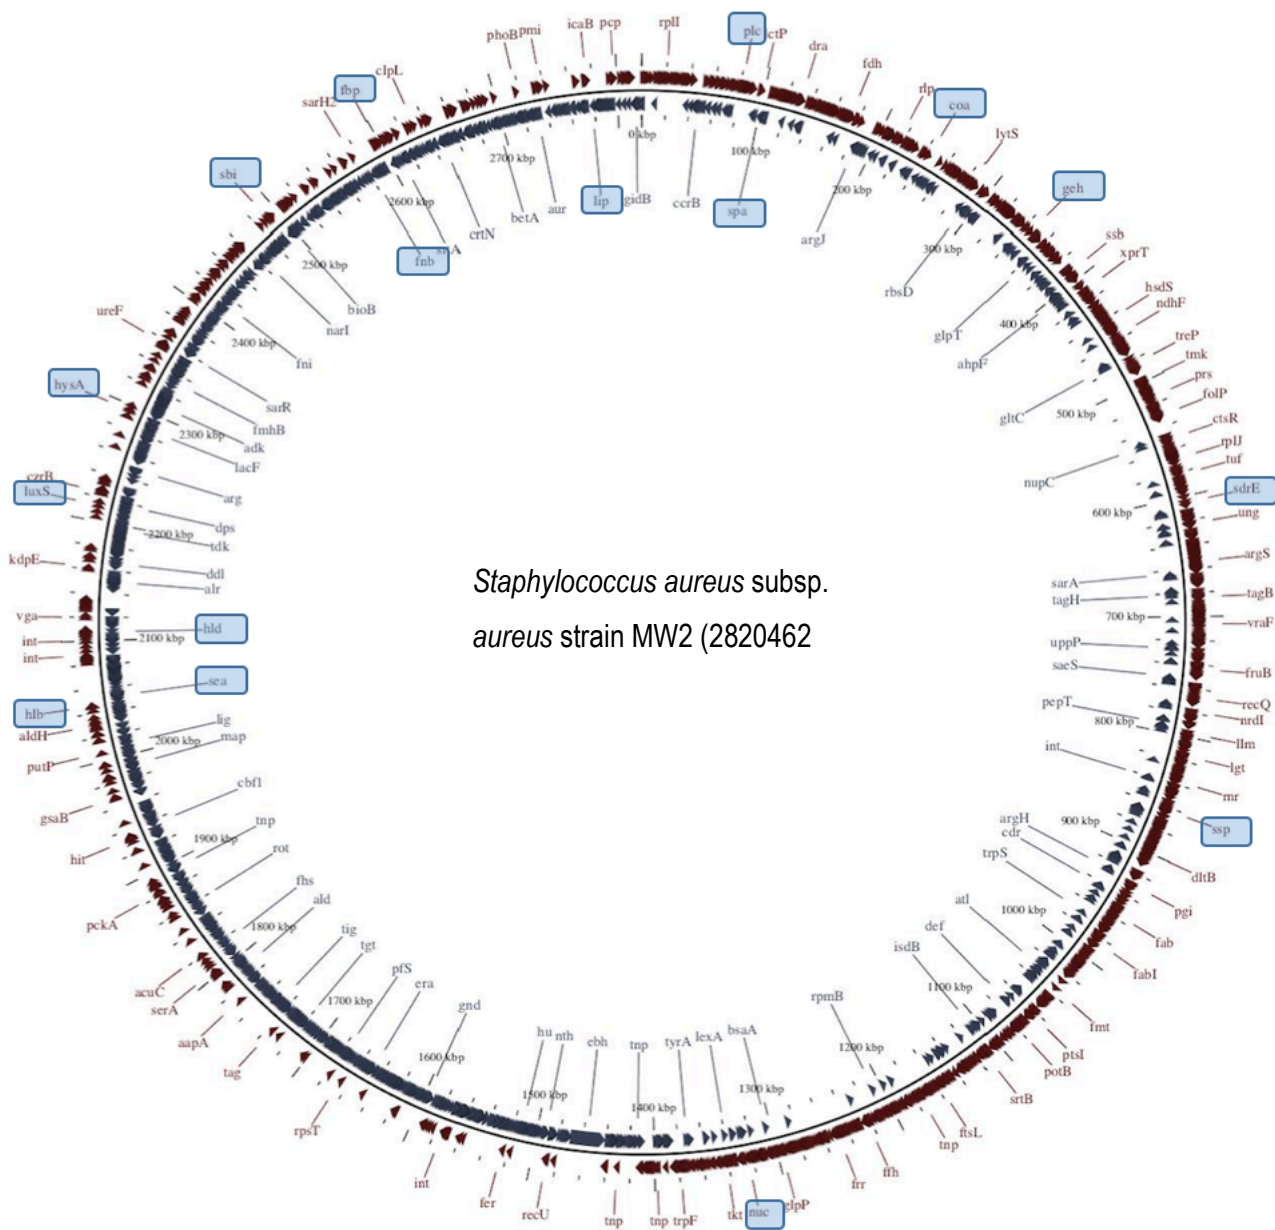 icaB
pcp
rplI
plc
ctP
dra
fdh
rlp
coa
lytS
geh
ssb
xprT
hsdS
ndhF
treP
tmk
prs
folP
ctsR
rplJ
tuf
sdrE
ung
argS
tagB
vraF
fruB
recQ
nrdI
llm
lgt
rnr
ssp
dltB
pgi
fab
fabI
fmt
ptsI
potB
srtB
ftsL
tnp
ffh
frr
glpP
nuc
tkt
trpF
tnp
tnp
recU
fer
int
rpsT
tag
aapA
serA
acuC
pckA
hit
gsaB
putP
aldH
hlb
int
int
vga
kdpE
luxS
czrB
hysA
ureF
sbi
sarH2
fbp
clpL
phoB
pmi
0 kbp
100 kbp
200 kbp
300 kbp
400 kbp
500 kbp
600 kbp
700 kbp
800 kbp
900 kbp
1000 kbp
1100 kbp
1200 kbp
1300 kbp
1400 kbp
1500 kbp
1600 kbp
1700 kbp
1800 kbp
1900 kbp
2000 kbp
2100 kbp
2200 kbp
2300 kbp
2400 kbp
2500 kbp
2600 kbp
2700 kbp
gidB
ccrB
spa
argJ
rbsD
glpT
ahpF
gltC
nupC
sarA
tagH
uppP
saeS
pepT
int
argH
cdr
trpS
atl
def
isdB
rpmB
bsaA
lexA
tyrA
tnp
ebh
nth
hu
gnd
era
pfS
tgt
tig
ald
fhs
rot
tnp
cbf1
map
lig
sea
hld
alr
ddl
tdk
dps
arg
lacF
adk
fmhB
sarR
fni
narI
bioB
fnb
crtN
betA
aur
lip
Staphylococcus aureus subsp.
aureus strain MW2 (2820462